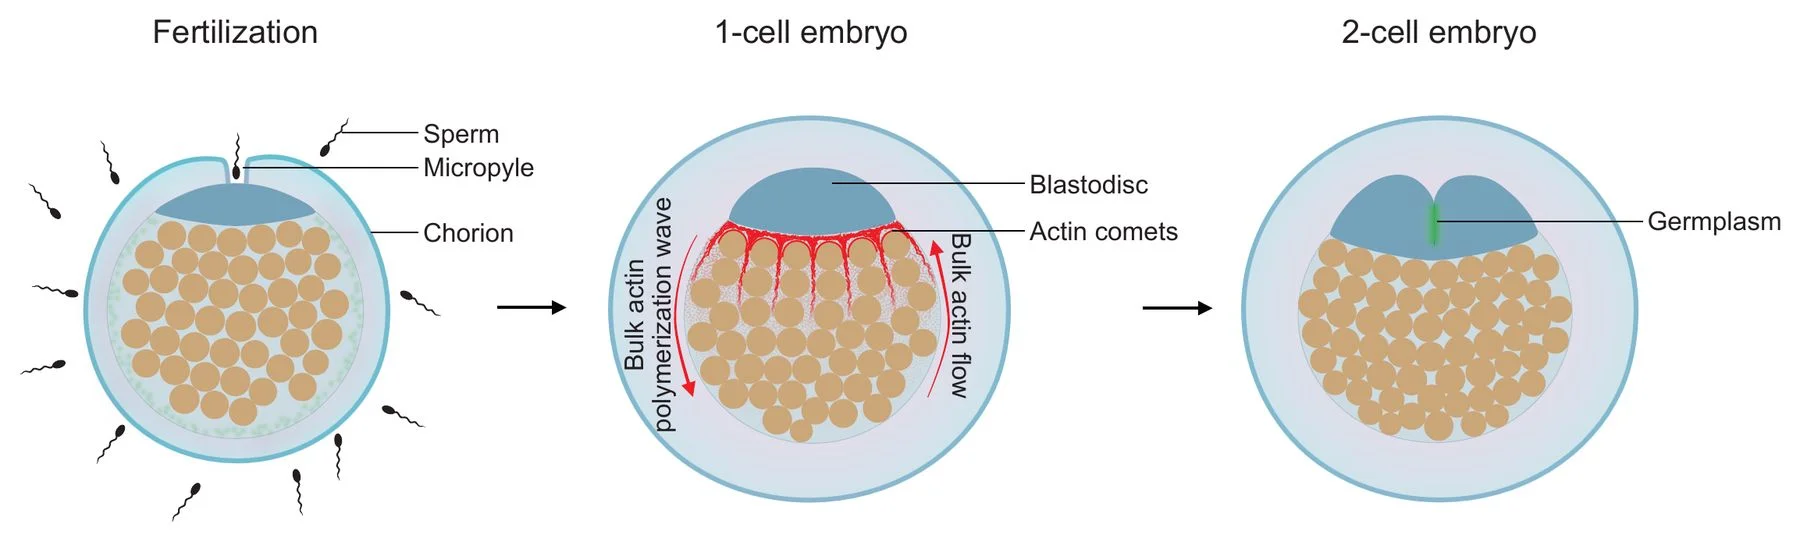 Fertilization
Sperm
Micropyle
Chorion
1-cell embryo
Blastodisc
Actin comets
Bulk actin
polymerization wave
Bulk actin flow
2-cell embryo
Germplasm